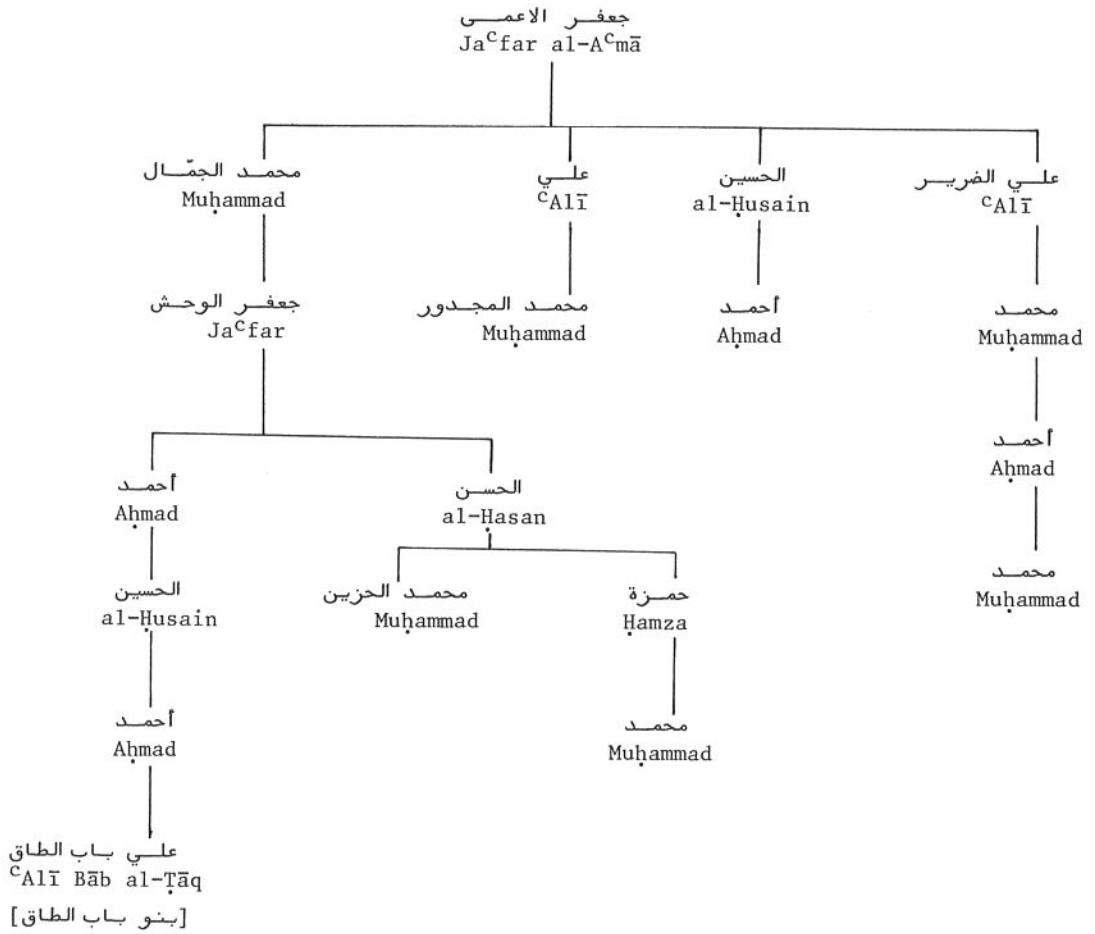 جعفر الاعمى
Jaᶜfar al-Aᶜmā
محمد الجمّال
Muḥammad
علي
ᶜAlī
الحسين
al-Ḥusain
علي الضرير
ᶜAlī
جعفر الوحش
Jaᶜfar
محمد المجدور
Muḥammad
أحمد
Aḥmad
محمد
Muḥammad
أحمد
Aḥmad
الحسن
al-Ḥasan
أحمد
Aḥmad
الحسين
al-Ḥusain
محمد الحزين
Muḥammad
حمزة
Ḥamza
محمد
Muḥammad
أحمد
Aḥmad
محمد
Muḥammad
علي باب الطاق
ᶜAlī Bāb al-Ṭāq
[بنو باب الطاق]